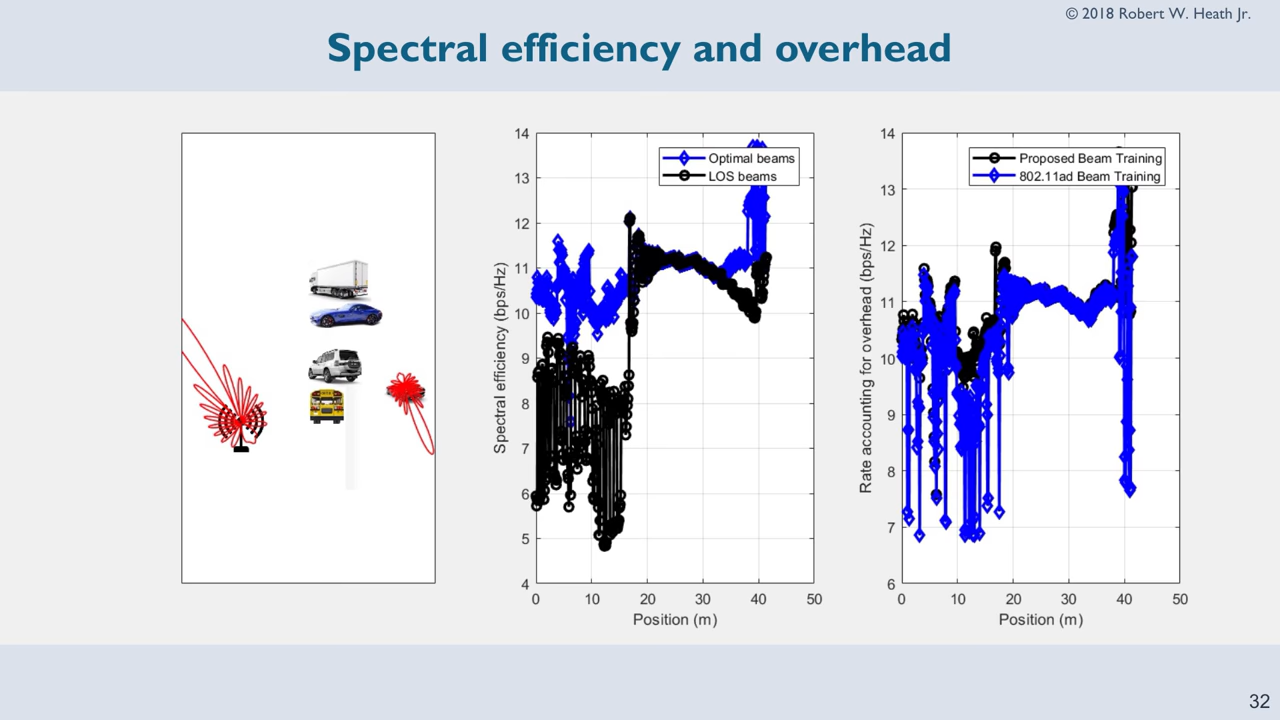 © 2018 Robert W. Heath Jr.
Spectral efficiency and overhead
14
13
12
11
10
9
8
7
6
5
4
0 10 20 30 40 50
Spectral efficiency (bps/Hz)
Position (m)
Optimal beams
LOS beams
14
13
12
11
10
9
8
7
6
0 10 20 30 40 50
Rate accounting for overhead (bps/Hz)
Position (m)
Proposed Beam Training
802.11ad Beam Training
32